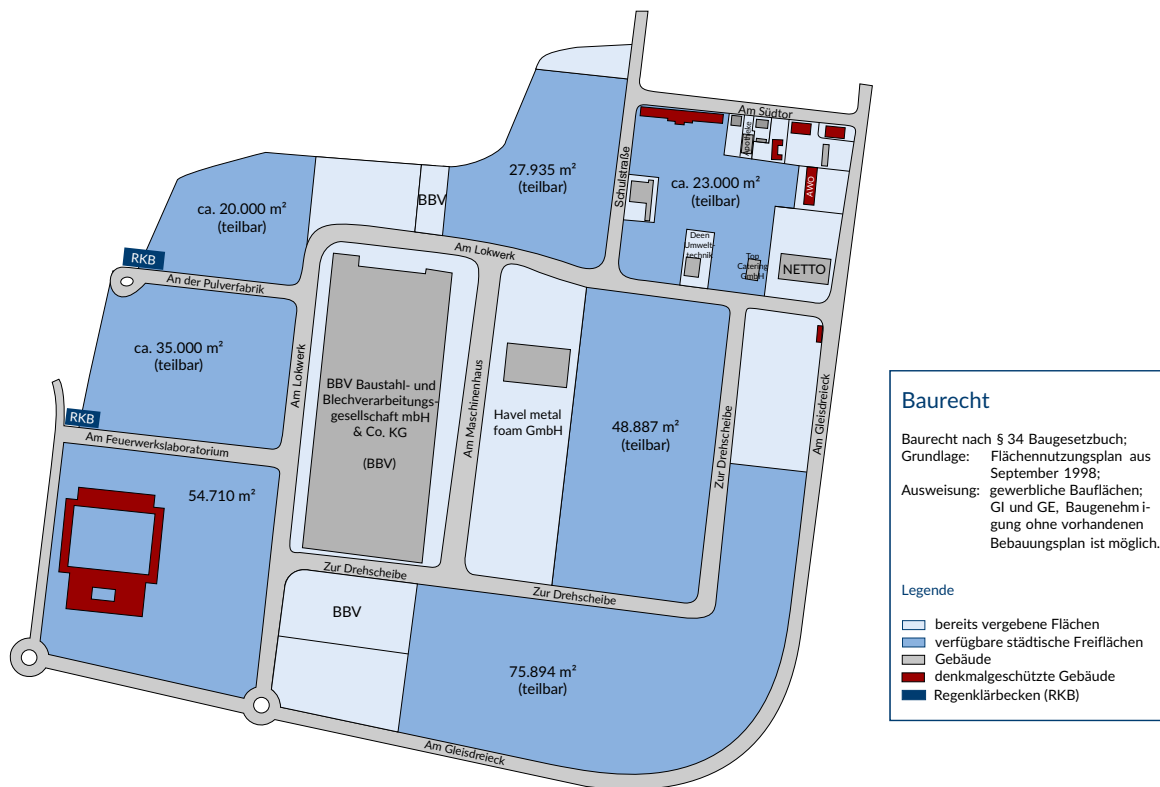 Am Südtor
Apotheke
Schulstraße
27.935 m²
(teilbar)
ca. 23.000 m²
(teilbar)
AWO
BBV
ca. 20.000 m²
(teilbar)
RKB
An der Pulverfabrik
Am Lokwerk
Deen
Umwelt-
technik
Top
Catering
GmbH
NETTO
ca. 35.000 m²
(teilbar)
RKB
Am Feuerwerkslaboratorium
Am Lokwerk
BBV Baustahl- und
Blechverarbeitungs-
gesellschaft mbH
& Co. KG
(BBV)
Am Maschinenhaus
Havel metal
foam GmbH
48.887 m²
(teilbar)
Zur Drehscheibe
Am Gleisdreieck
54.710 m²
Zur Drehscheibe
Zur Drehscheibe
BBV
75.894 m²
(teilbar)
Am Gleisdreieck
Baurecht
Baurecht nach § 34 Baugesetzbuch;
Grundlage: Flächennutzungsplan aus
September 1998;
Ausweisung: gewerbliche Bauflächen;
GI und GE, Baugenehmi-
gung ohne vorhandenen
Bebauungsplan ist möglich.
Legende
bereits vergebene Flächen
verfügbare städtische Freiflächen
Gebäude
denkmalgeschützte Gebäude
Regenklärbecken (RKB)